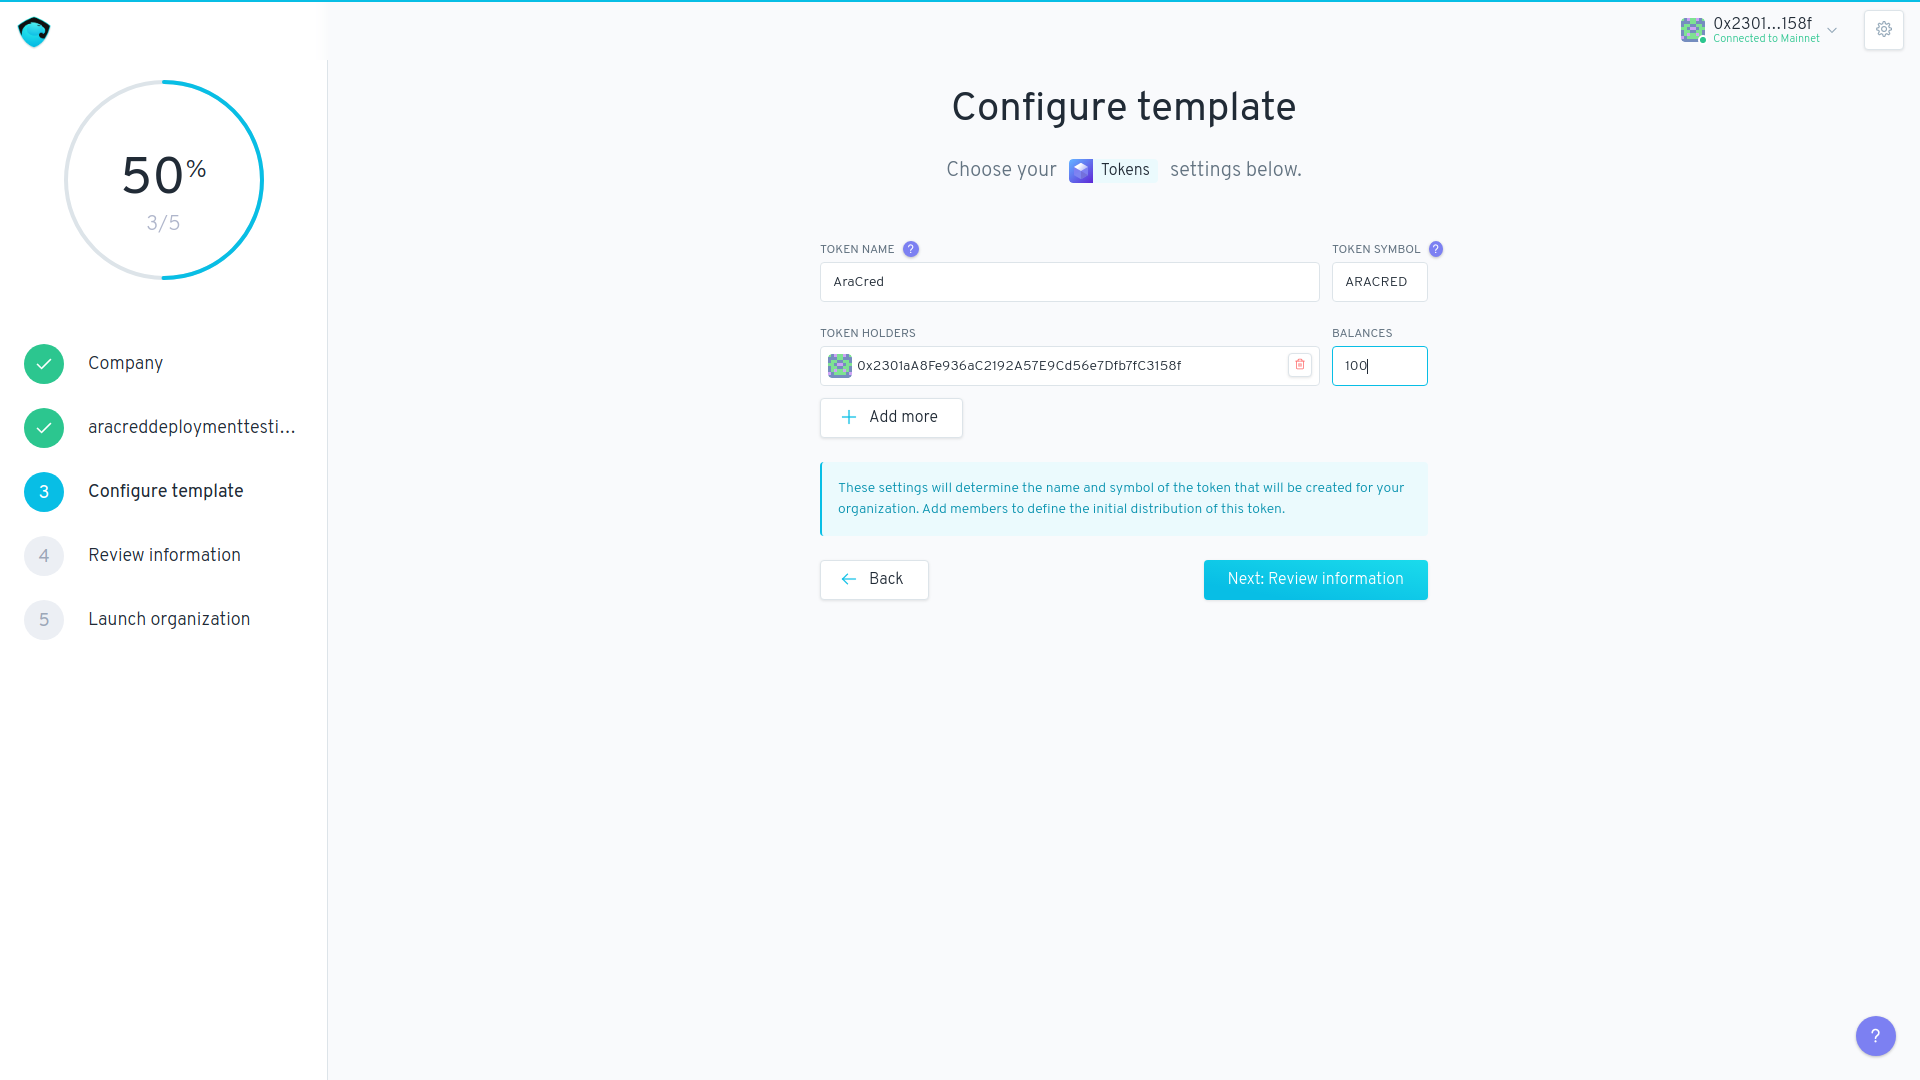 0x2301...158f
Connected to Mainnet
50%
3/5
Company
aracreddeploymenttesti...
3 Configure template
4 Review information
5 Launch organization
Configure template
Choose your Tokens settings below.
TOKEN NAME ? TOKEN SYMBOL ?
AraCred ARACRED
TOKEN HOLDERS BALANCES
0x2301aA8Fe936aC2192A57E9Cd56e7Dfb7fC3158f 100
Add more
These settings will determine the name and symbol of the token that will be created for your
organization. Add members to define the initial distribution of this token.
Back Next: Review information
?